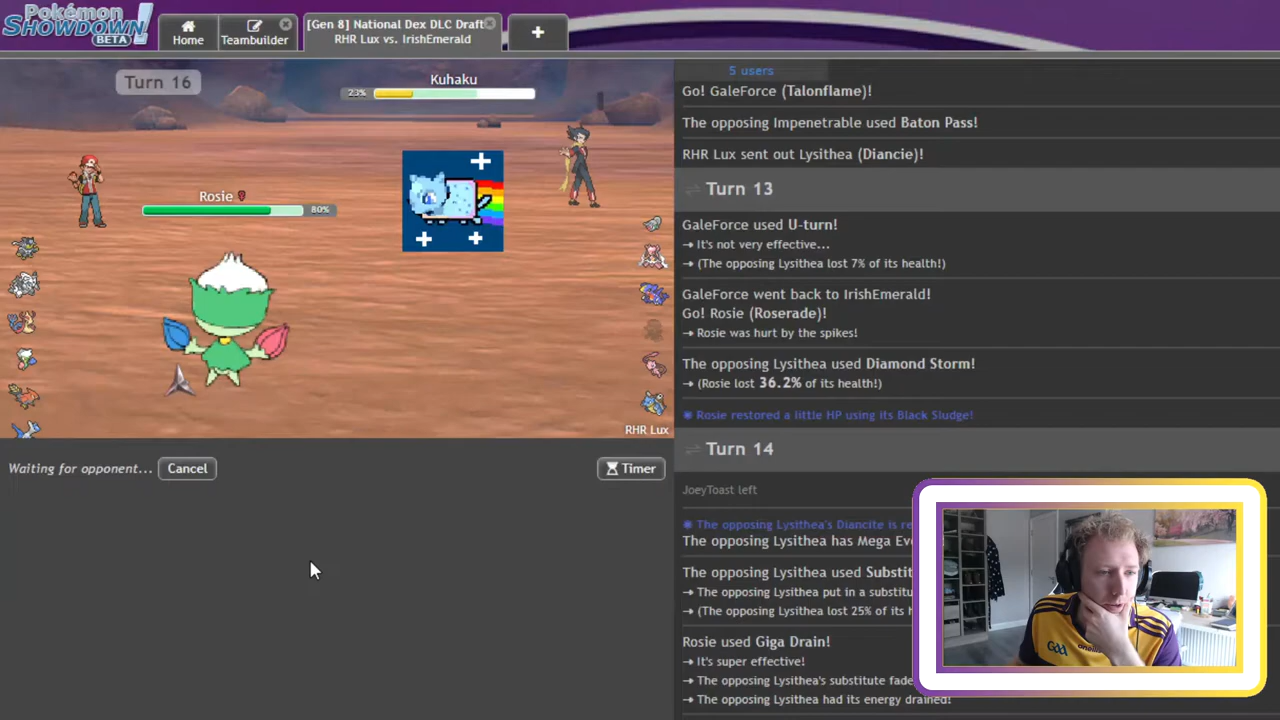 Pokémon
SHOWDOWN!
BETA
Home
Teambuilder
[Gen 8] National Dex DLC Draft
RHR Lux vs. IrishEmerald
+
Turn 16
Kuhaku
23%
Rosie
80%
RHR Lux
Waiting for opponent...
Cancel
Timer
5 users
Go! GaleForce (Talonflame)!
The opposing Impenetrable used Baton Pass!
RHR Lux sent out Lysithea (Diancie)!
Turn 13
GaleForce used U-turn!
It's not very effective...
(The opposing Lysithea lost 7% of its health!)
GaleForce went back to IrishEmerald!
Go! Rosie (Roserade)!
Rosie was hurt by the spikes!
The opposing Lysithea used Diamond Storm!
(Rosie lost 36.2% of its health!)
Rosie restored a little HP using its Black Sludge!
Turn 14
JoeyToast left
The opposing Lysithea's Diancite is re
The opposing Lysithea has Mega Evo
The opposing Lysithea used Substit
The opposing Lysithea put in a substitu
(The opposing Lysithea lost 25% of its h
Rosie used Giga Drain!
It's super effective!
The opposing Lysithea's substitute fade
The opposing Lysithea had its energy drained!
GAA